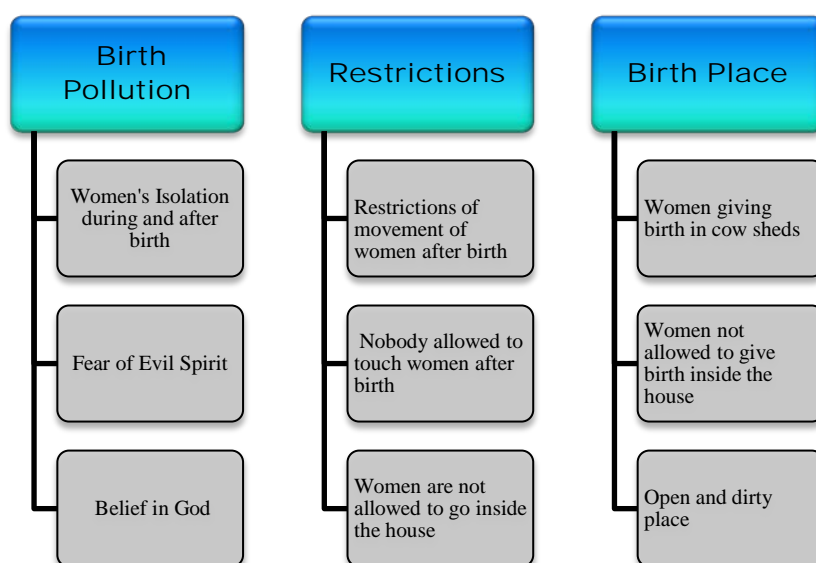 Birth
Pollution
Women's Isolation
during and after
birth
Fear of Evil Spirit
Belief in God
Restrictions
Restrictions of
movement of
women after birth
Nobody allowed to
touch women after
birth
Women are not
allowed to go inside
the house
Birth Place
Women giving
birth in cow sheds
Women not
allowed to give
birth inside the
house
Open and dirty
place